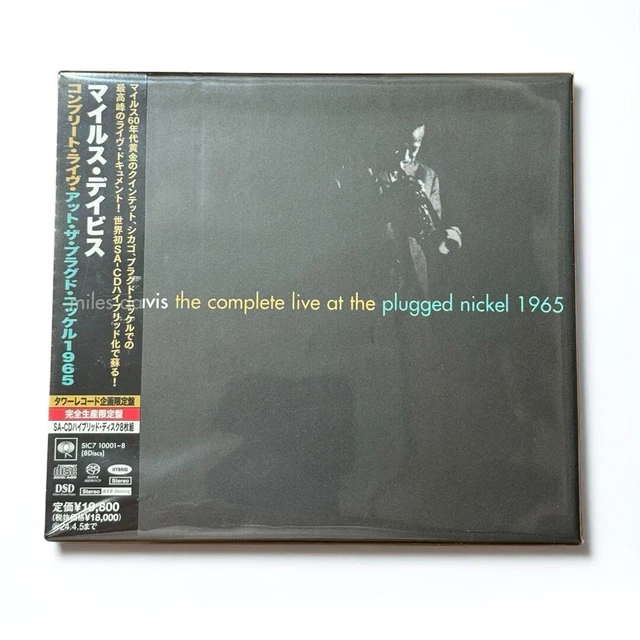 マイルス60年代黄金のクインテット、シカゴ、プラグド・ニッケルでの
最高峰のライヴ・ドキュメント！世界初SA-CDハイブリッド化で蘇る！
マイルス・デイビス
コンプリート・ライヴ・アット・ザ・プラグド・ニッケル1965
miles davis the complete live at the plugged nickel 1965
タワーレコード企画限定盤
完全生産限定盤
SA-CDハイブリッド・ディスク8枚組
SIC7 10001~8
(8Discs)
HYBRID
Stereo
DSD
Stereo
定価¥19,800
(税抜価格¥18,000)
24.4.5まで